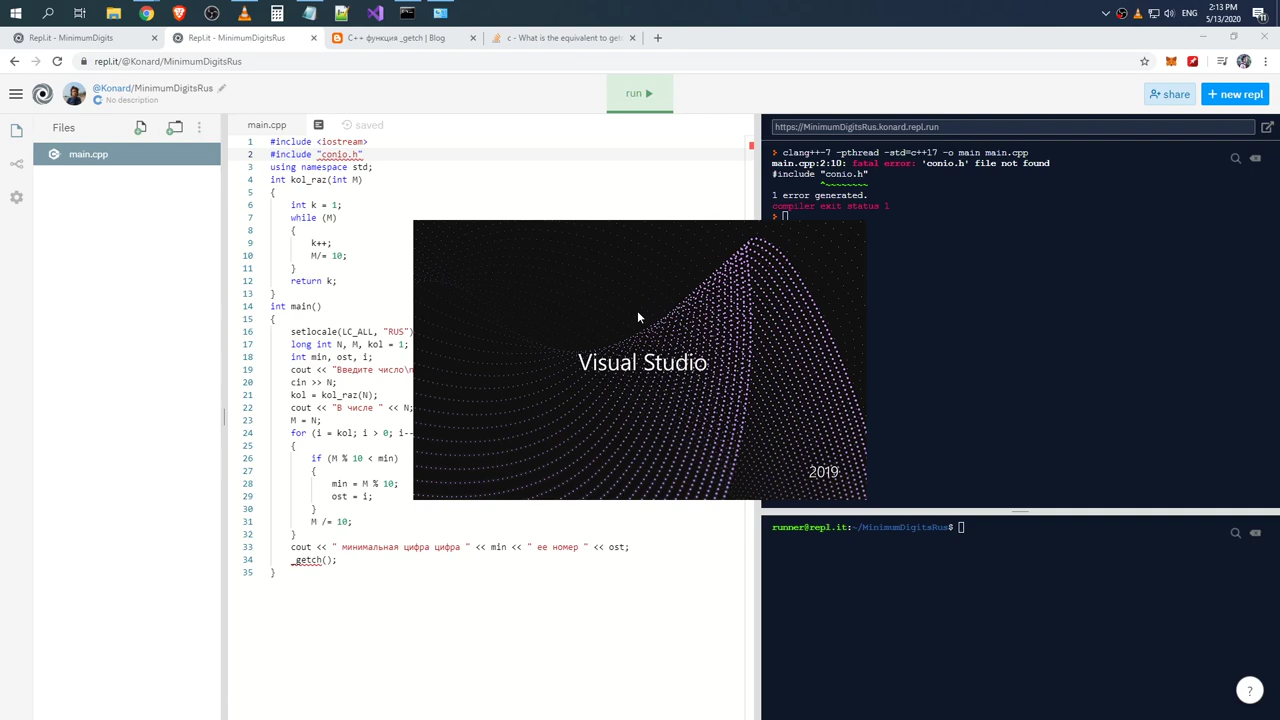 2:13 PM
ENG
5/13/2020
11
Repl.it - MinimumDigits
Repl.it - MinimumDigitsRus
C++ функция _getch | Blog
c - What is the equivalent to getc
repl.it/@Konard/MinimumDigitsRus
@Konard/MinimumDigitsRus
No description
run
share
+ new repl
Files
main.cpp
saved
main.cpp
https://MinimumDigitsRus.konard.repl.run
1 #include <iostream>
2 #include "conio.h"
3 using namespace std;
4 int kol_raz(int M)
5 {
6 int k = 1;
7 while (M)
8 {
9 k++;
10 M/= 10;
11 }
12 return k;
13 }
14 int main()
15 {
16 setlocale(LC_ALL, "RUS")
17 long int N, M, kol = 1;
18 int min, ost, i;
19 cout << "Введите число\n
20 cin >> N;
21 kol = kol_raz(N);
22 cout << "В числе " << N;
23 M = N;
24 for (i = kol; i > 0; i--
25 {
26 if (M % 10 < min)
27 {
28 min = M % 10;
29 ost = i;
30 }
31 M /= 10;
32 }
33 cout << " минимальная цифра цифра " << min << " ее номер " << ost;
34 _getch();
35 }
> clang++-7 -pthread -std=c++17 -o main main.cpp
main.cpp:2:10: fatal error: 'conio.h' file not found
#include "conio.h"
^~~~~~~~~
1 error generated.
compiler exit status 1
>
Visual Studio
2019
runner@repl.it:~/MinimumDigitsRus$
?